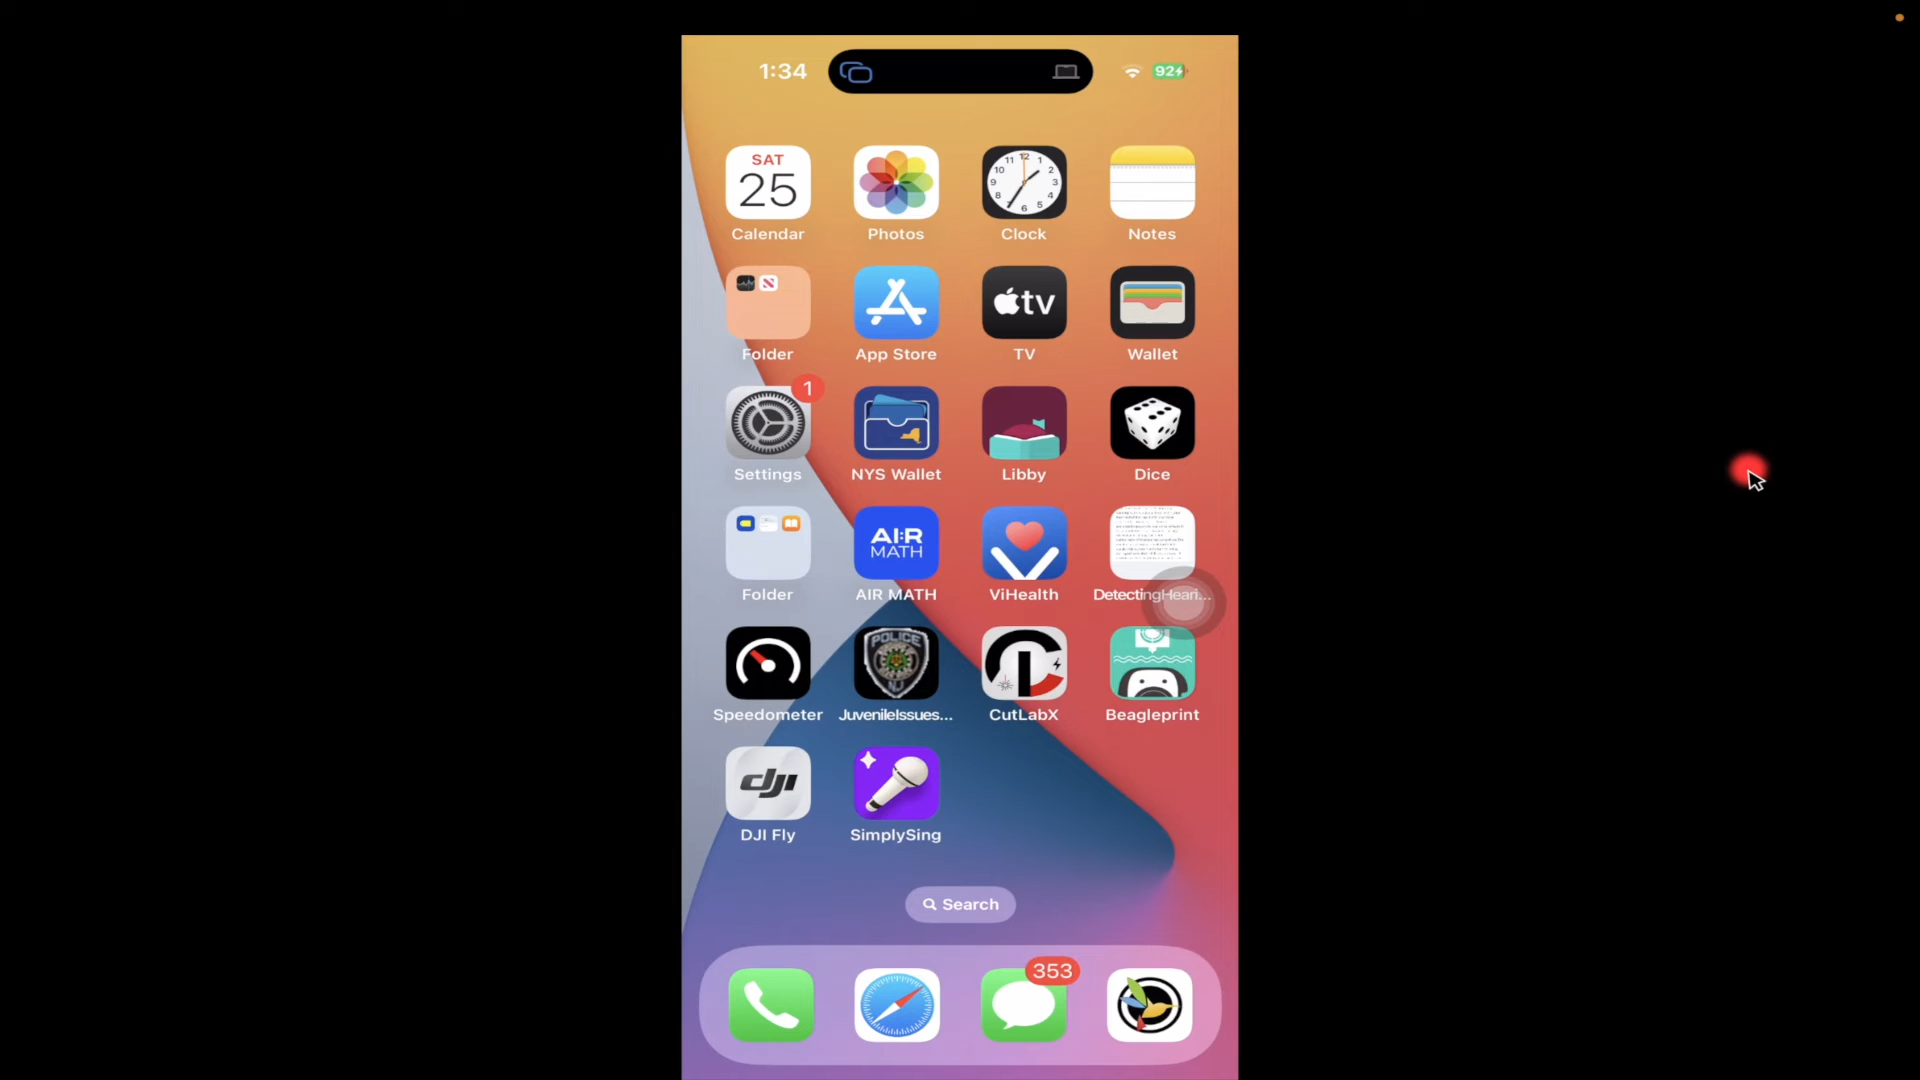 1:34
92
SAT
25
Calendar
Photos
Clock
Notes
tv
Folder
App Store
TV
Wallet
1
Settings
NYS Wallet
Libby
Dice
AI:R
MATH
Folder
AIR MATH
ViHealth
DetectingHeari...
POLICE
NJ
Speedometer
JuvenileIssues...
CutLabX
Beagleprint
dji
DJI Fly
SimplySing
Search
353